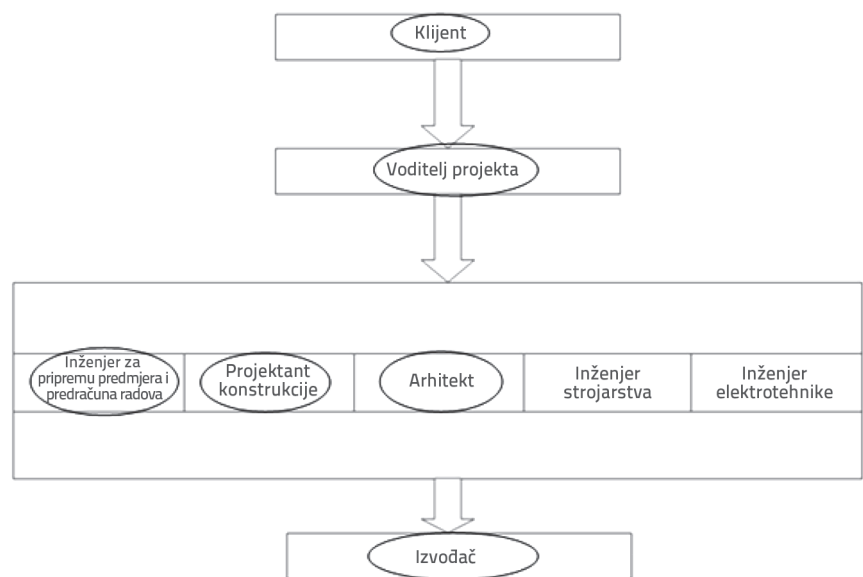 Klijent
Voditelj projekta
Inženjer za
pripremu predmjera i
predračuna radova
Projektant
konstrukcije
Arhitekt
Inženjer
strojarstva
Inženjer
elektrotehnike
Izvođač